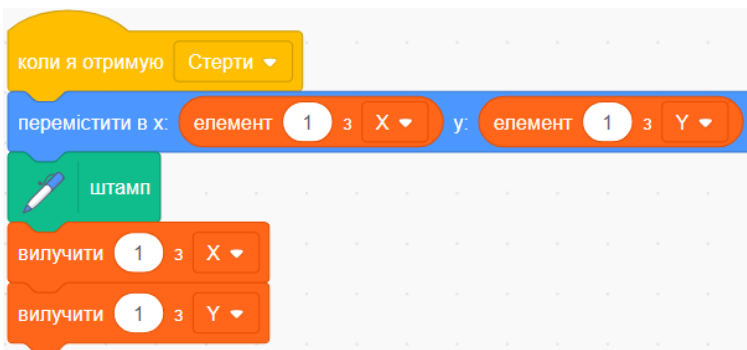 коли я отримую Стерти
перемістити в x: елемент 1 з X y: елемент 1 з Y
штамп
вилучити 1 з X
вилучити 1 з Y